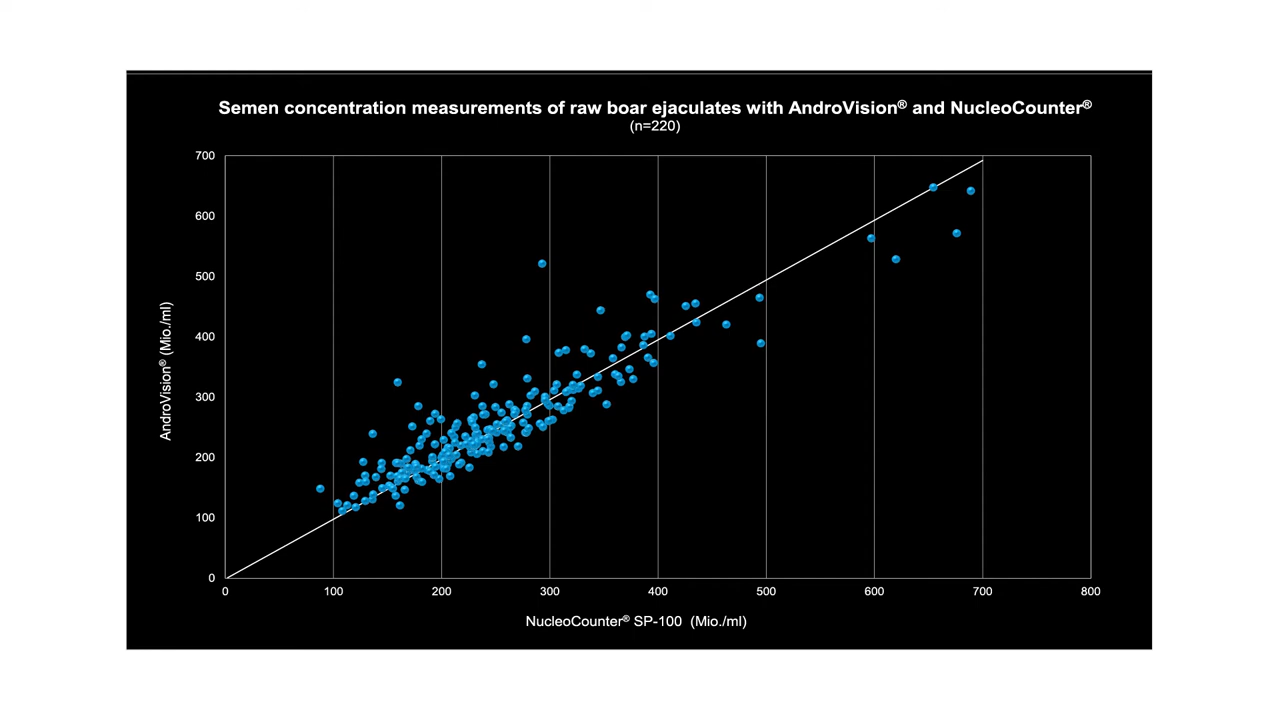 Semen concentration measurements of raw boar ejaculates with AndroVision® and NucleoCounter®
(n=220)
700
600
500
400
300
200
100
0
AndroVision® (Mio./ml)
0 100 200 300 400 500 600 700 800
NucleoCounter® SP-100 (Mio./ml)